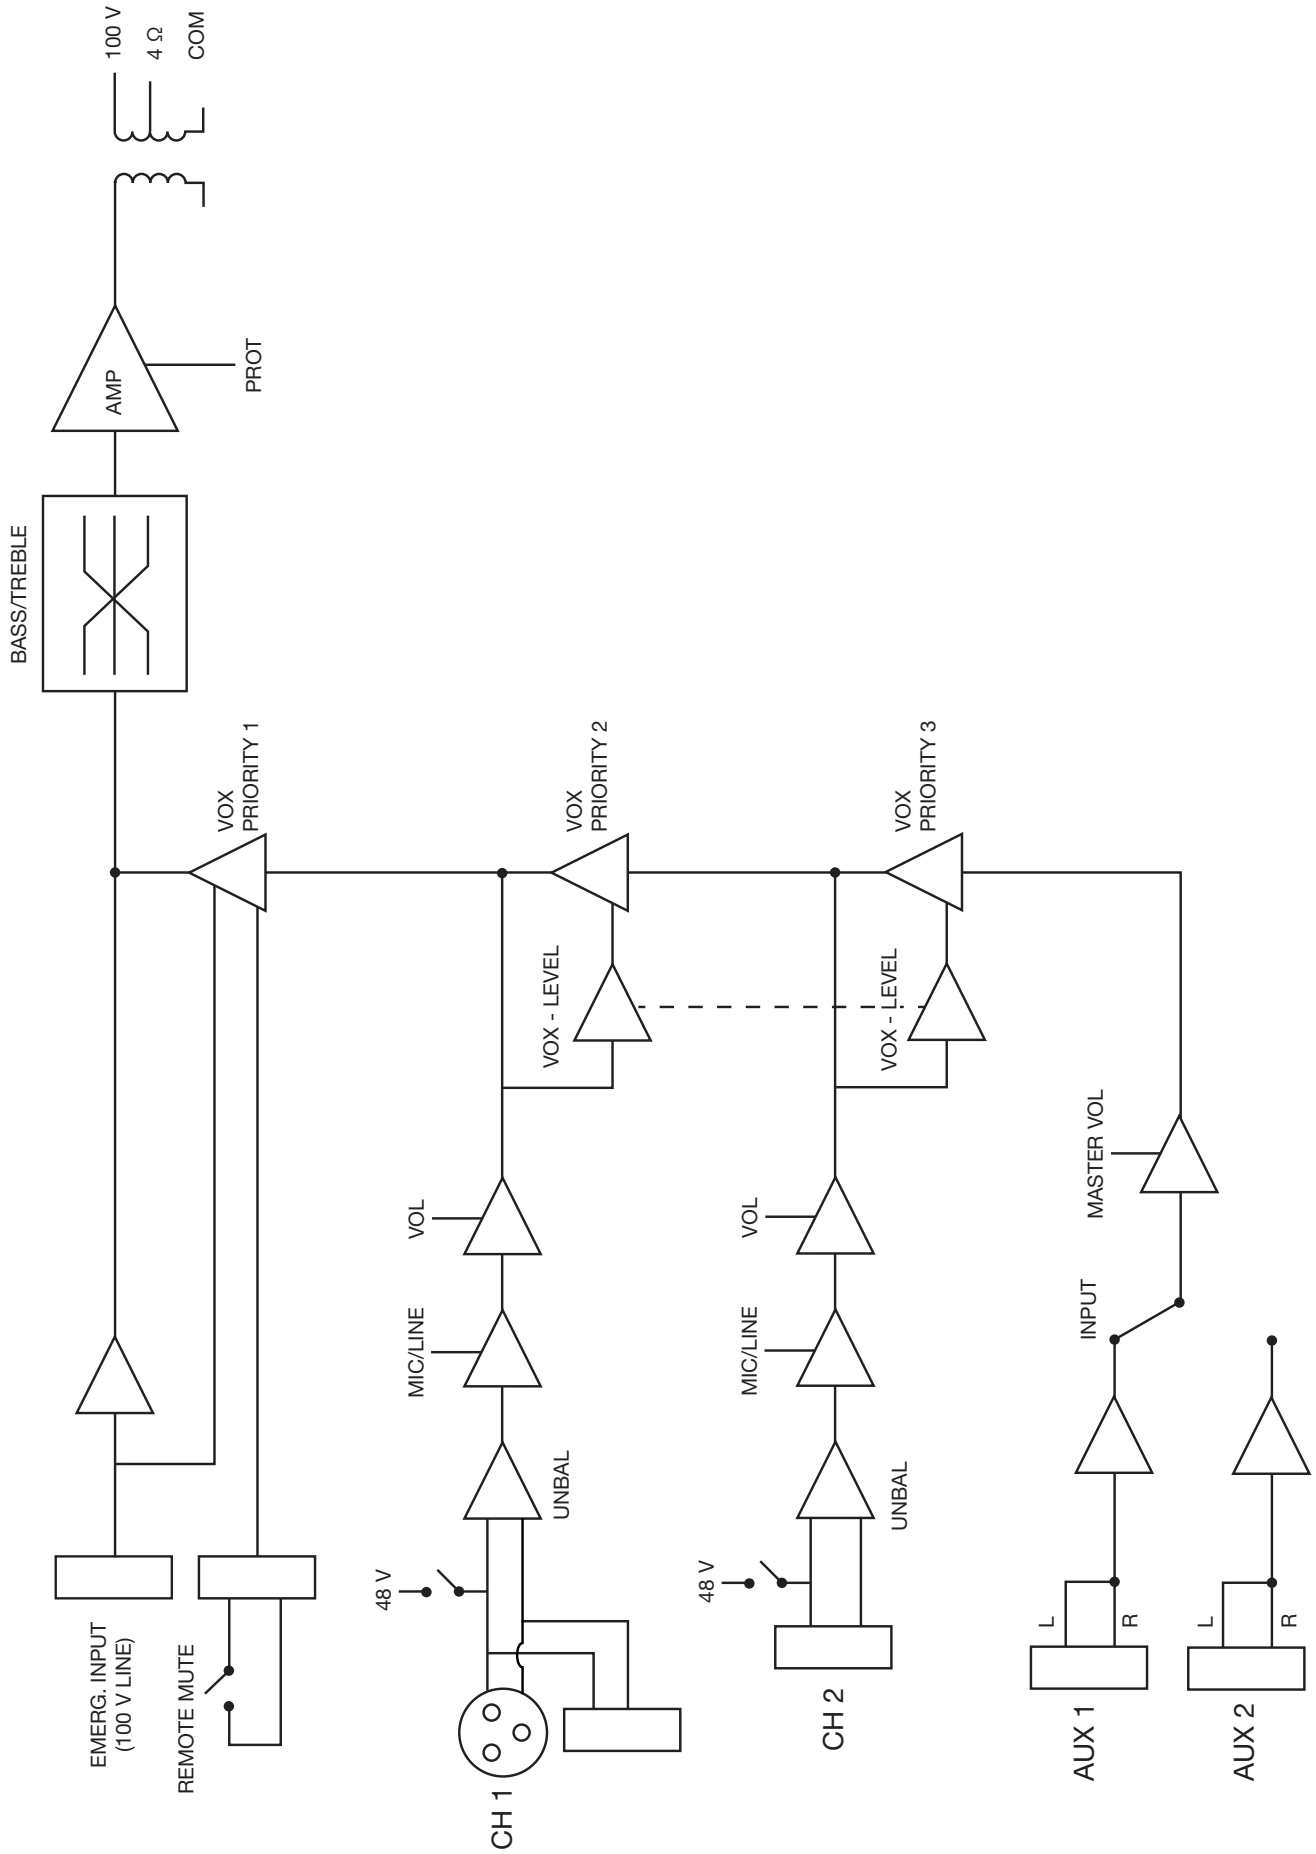 EMERG. INPUT
(100 V LINE)
REMOTE MUTE
BASS/TREBLE
AMP
PROT
100 V
4 Ω
COM
VOX
PRIORITY 1
CH 1
48 V
UNBAL
MIC/LINE
VOL
VOX - LEVEL
VOX
PRIORITY 2
CH 2
48 V
UNBAL
MIC/LINE
VOL
VOX - LEVEL
VOX
PRIORITY 3
AUX 1
L
R
INPUT
MASTER VOL
AUX 2
L
R